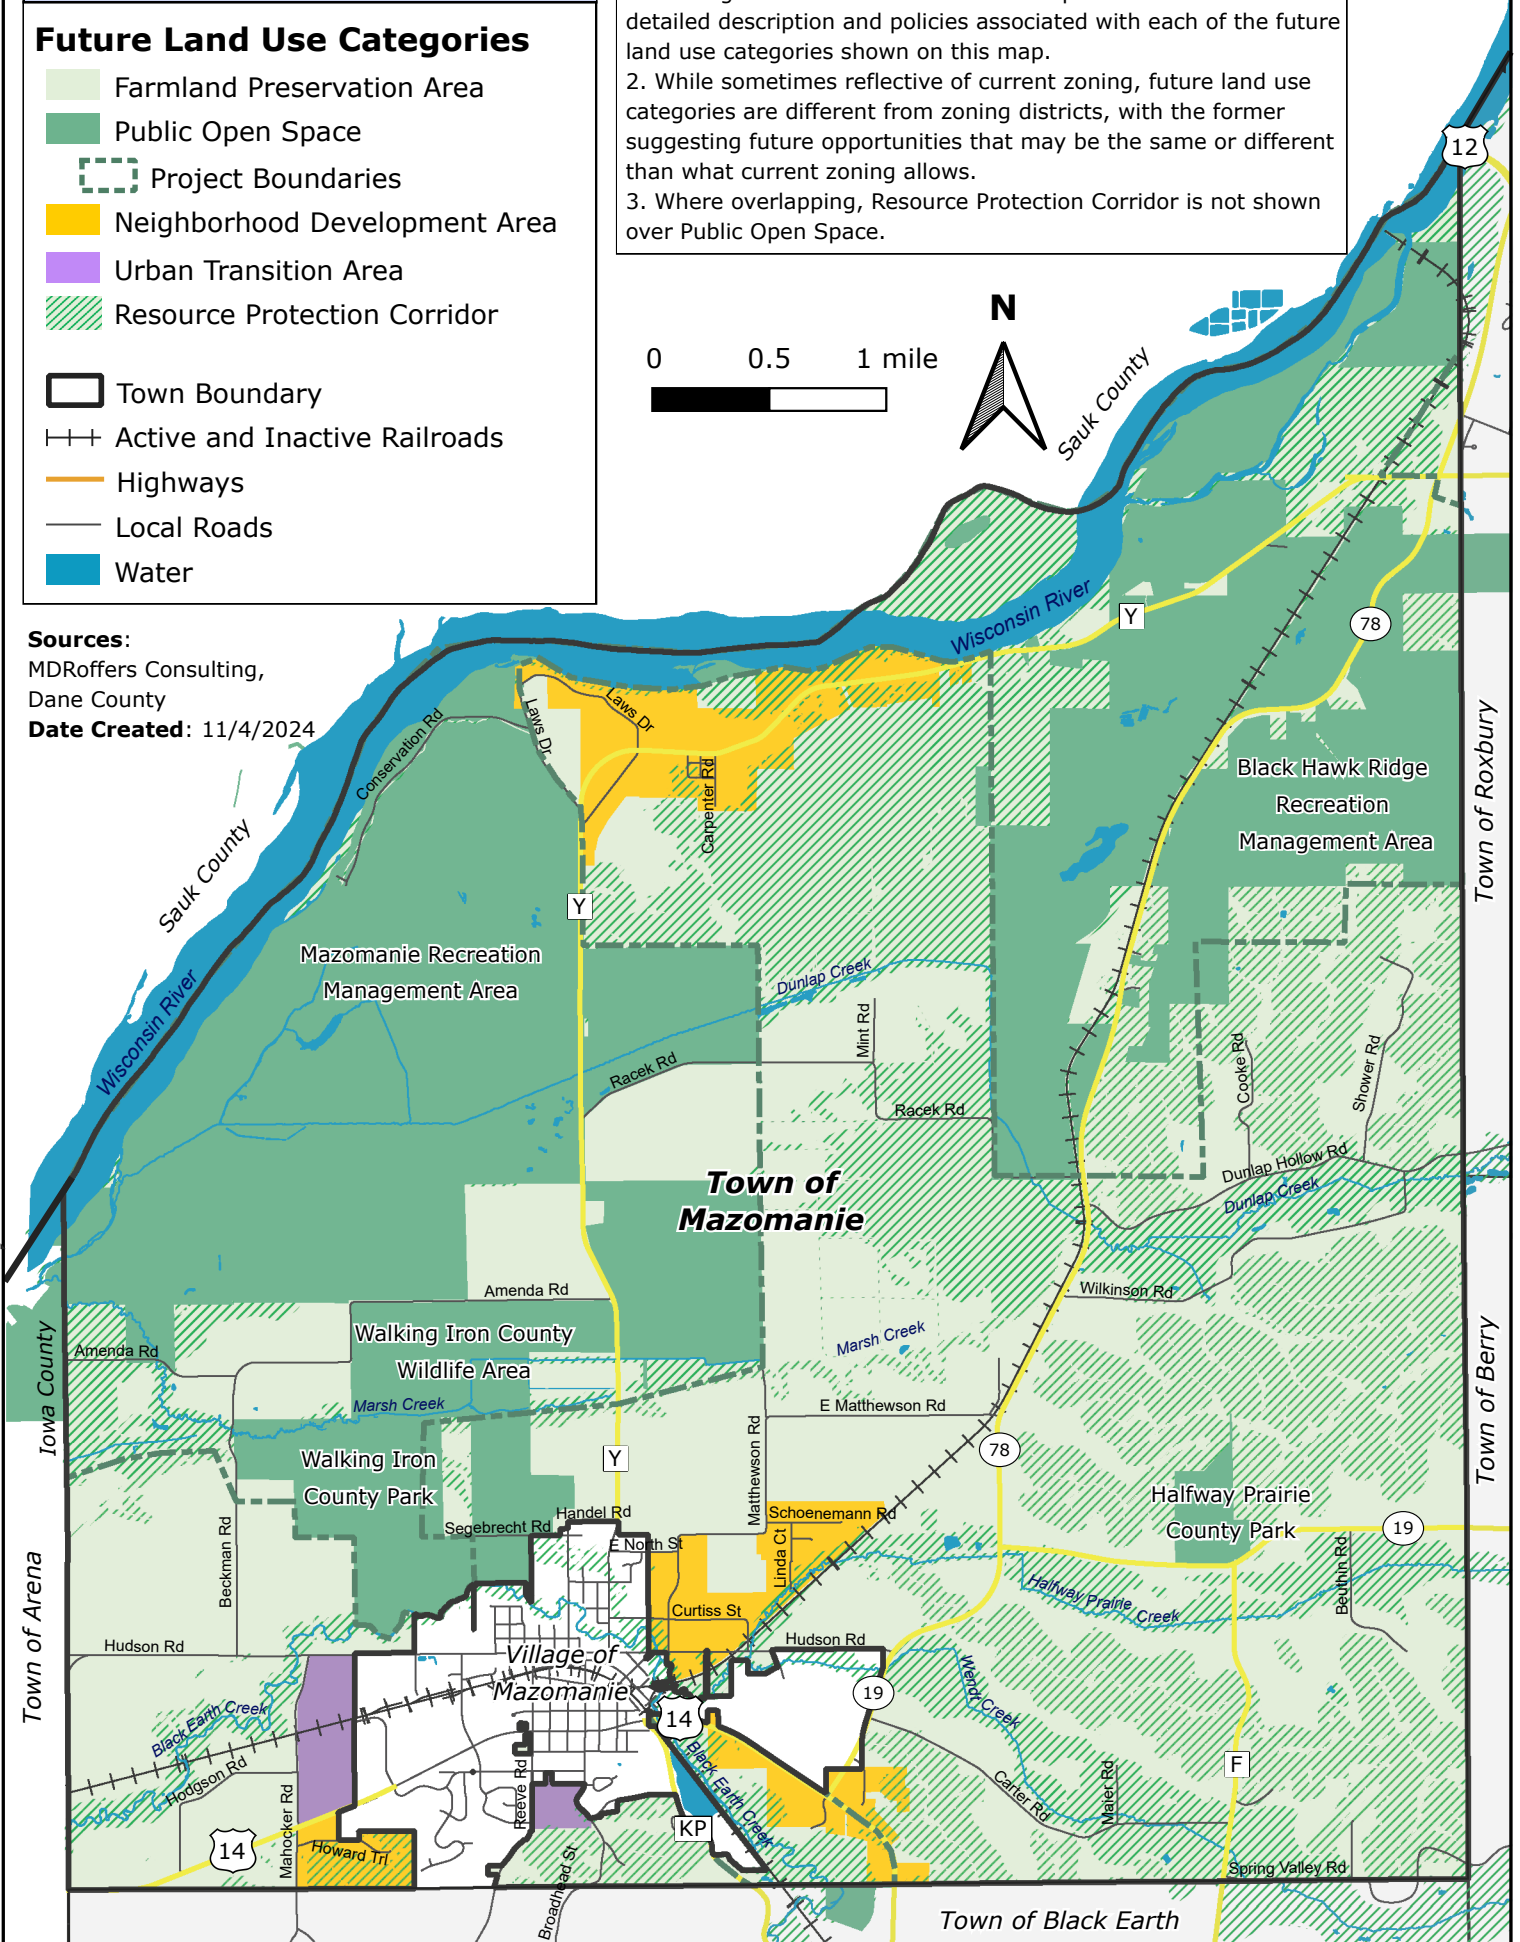 Future Land Use Categories
Farmland Preservation Area
Public Open Space
Project Boundaries
Neighborhood Development Area
Urban Transition Area
Resource Protection Corridor
Town Boundary
Active and Inactive Railroads
Highways
Local Roads
Water
detailed description and policies associated with each of the future
land use categories shown on this map.
2. While sometimes reflective of current zoning, future land use
categories are different from zoning districts, with the former
suggesting future opportunities that may be the same or different
than what current zoning allows.
3. Where overlapping, Resource Protection Corridor is not shown
over Public Open Space.
Sources:
MDRoffers Consulting,
Dane County
Date Created: 11/4/2024
0 0.5 1 mile
N
12
Sauk County
Wisconsin River
Y
78
Laws Dr
Laws Dr
Conservation Rd
Carpenter Rd
Black Hawk Ridge
Recreation
Management Area
Town of Roxbury
Sauk County
Y
Mazomanie Recreation
Management Area
Wisconsin River
Dunlap Creek
Mint Rd
Racek Rd
Racek Rd
Cooke Rd
Shower Rd
Dunlap Hollow Rd
Dunlap Creek
Town of
Mazomanie
Amenda Rd
Wilkinson Rd
Walking Iron County
Wildlife Area
Amenda Rd
Marsh Creek
Marsh Creek
Iowa County
Town of Berry
E Matthewson Rd
Matthewson Rd
78
Y
Walking Iron
County Park
Halfway Prairie
County Park
19
Handel Rd
Segebrecht Rd
E North St
Schoenemann Rd
Linda Ct
Beckman Rd
Beuthin Rd
Halfway Prairie
Creek
Curtiss St
Hudson Rd
Hudson Rd
Town of Arena
Village of
Mazomanie
19
14
Wendt Creek
Black Earth Creek
Black Earth Creek
Hodgson Rd
Mahocker Rd
Reeve Rd
Carter Rd
Maier Rd
F
KP
14
Howard Trl
Broadhead St
Spring Valley Rd
Town of Black Earth